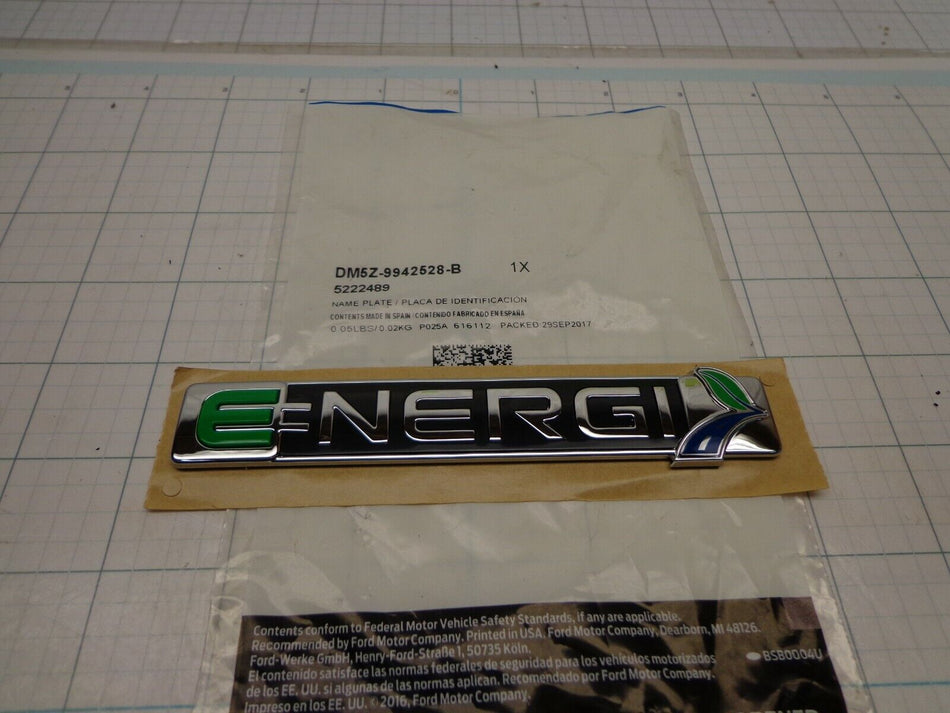 DM5Z-9942528-B 1X
5222489
NAME PLATE / PLACA DE IDENTIFICACIÓN
CONTENTS MADE IN SPAIN / CONTENIDO FABRICADO EN ESPAÑA
0.05LBS/0.02KG P025A 616112 PACKED 29SEP2017
ENERGI
Contents conform to Federal Motor Vehicle Safety Standards, if any are applicable.
Recommended by Ford Motor Company, Printed in USA. Ford Motor Company, Dearborn, MI 48126.
Ford-Werke GmbH, Henry-Ford-Straße 1, 50735 Köln.
BSB0004U
El contenido satisface las normas federales de seguridad para los vehículos motorizados
de los EE. UU. si algunas de las normas aplican. Recomendado por Ford Motor Company.
Impreso en los EE. UU. © 2016, Ford Motor Company.